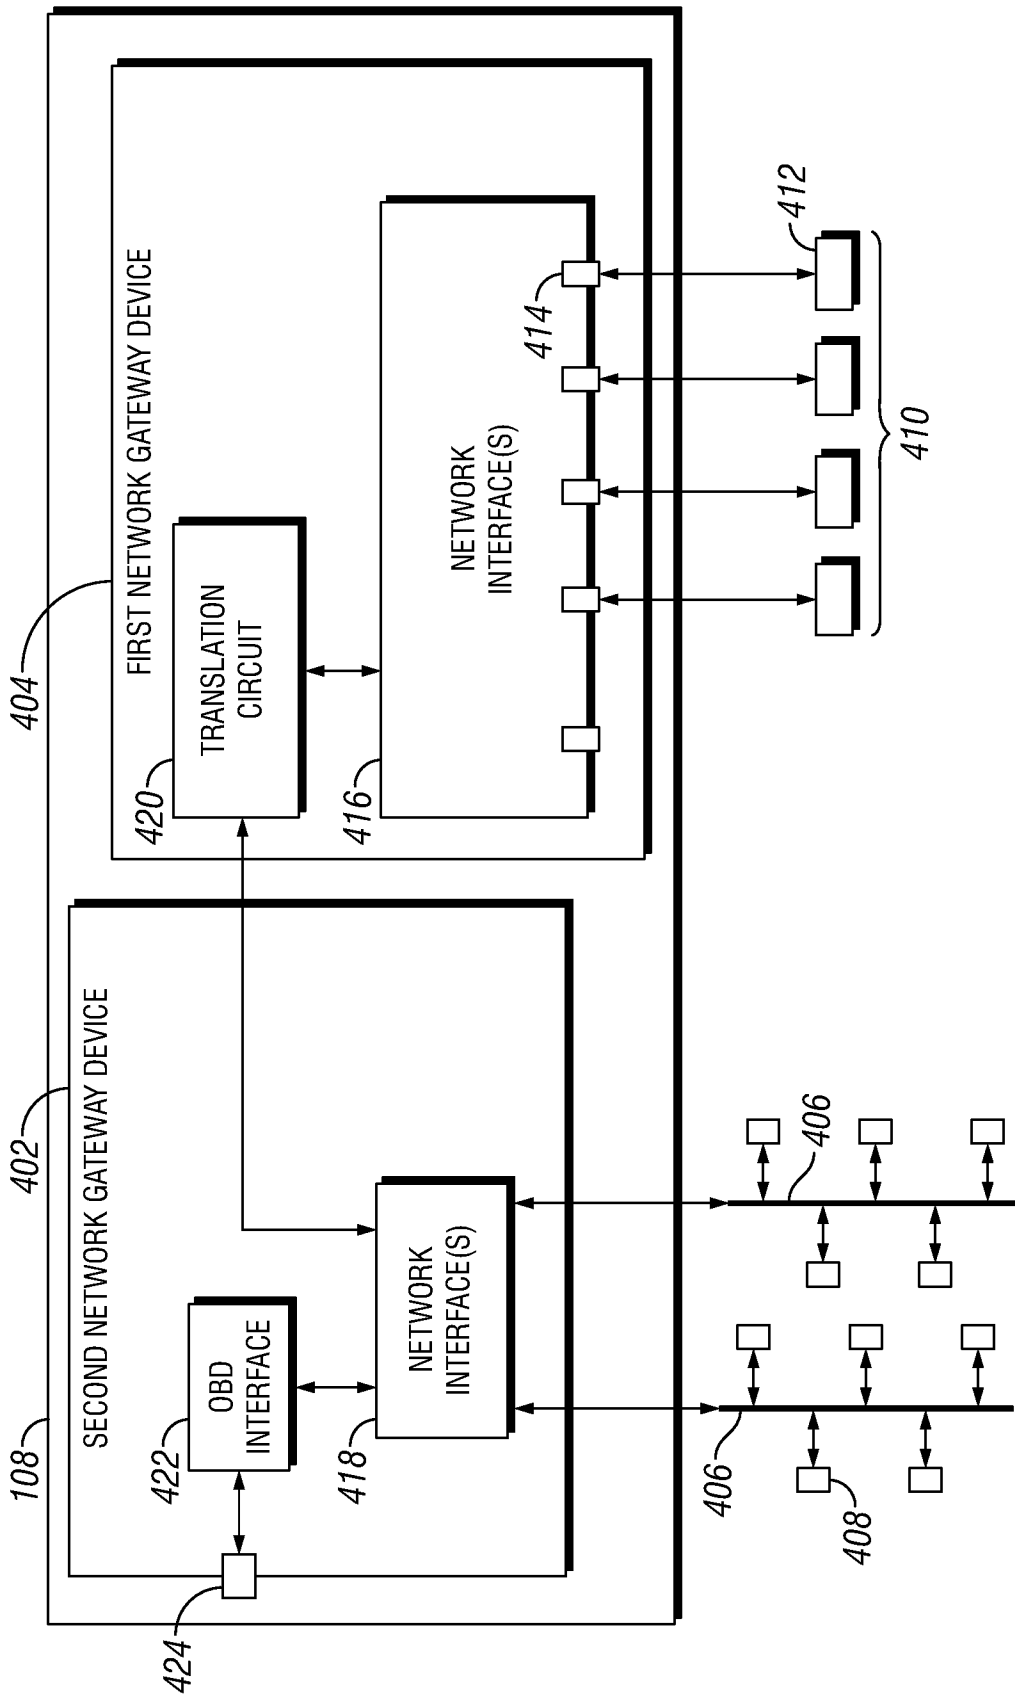 108
402
SECOND NETWORK GATEWAY DEVICE
424
422
OBD
INTERFACE
418
NETWORK
INTERFACE(S)
404
FIRST NETWORK GATEWAY DEVICE
420
TRANSLATION
CIRCUIT
416
NETWORK
INTERFACE(S)
414
406
408
406
412
410